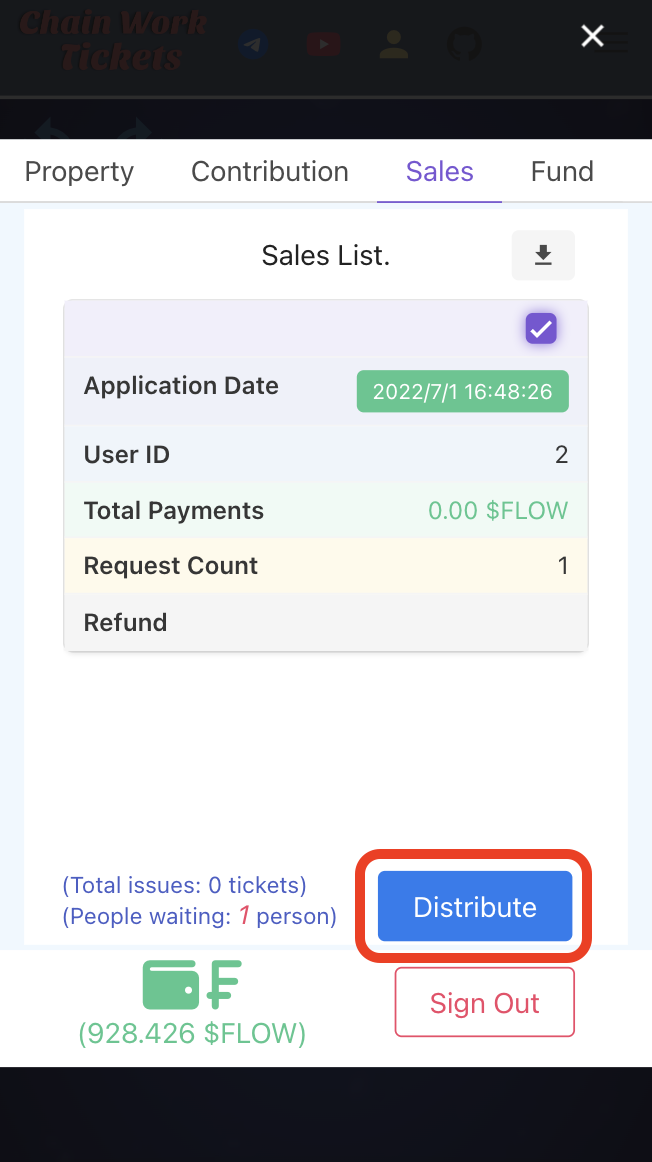 Chain Work
Tickets
Property Contribution Sales Fund
Sales List.
Application Date 2022/7/1 16:48:26
User ID 2
Total Payments 0.00 $FLOW
Request Count 1
Refund
(Total issues: 0 tickets)
(People waiting: 1 person)
Distribute
(928.426 $FLOW)
Sign Out